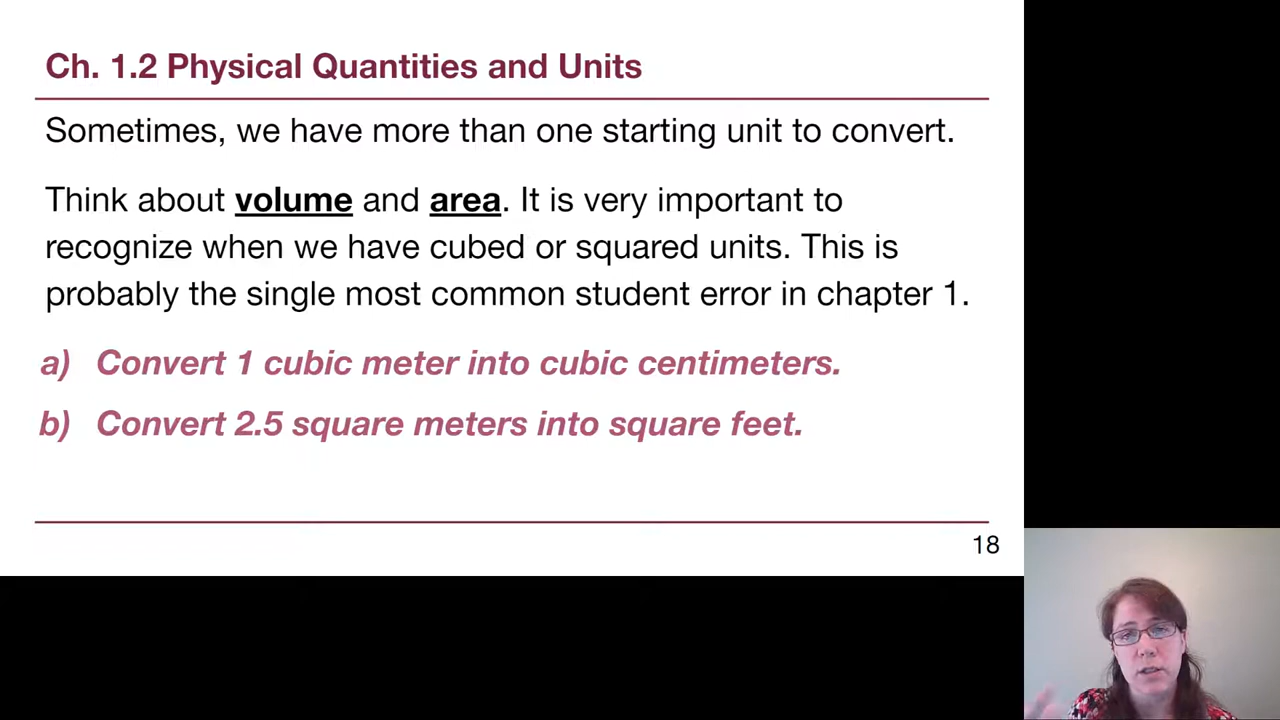 Ch. 1.2 Physical Quantities and Units
Sometimes, we have more than one starting unit to convert.
Think about volume and area. It is very important to
recognize when we have cubed or squared units. This is
probably the single most common student error in chapter 1.
a) Convert 1 cubic meter into cubic centimeters.
b) Convert 2.5 square meters into square feet.
18